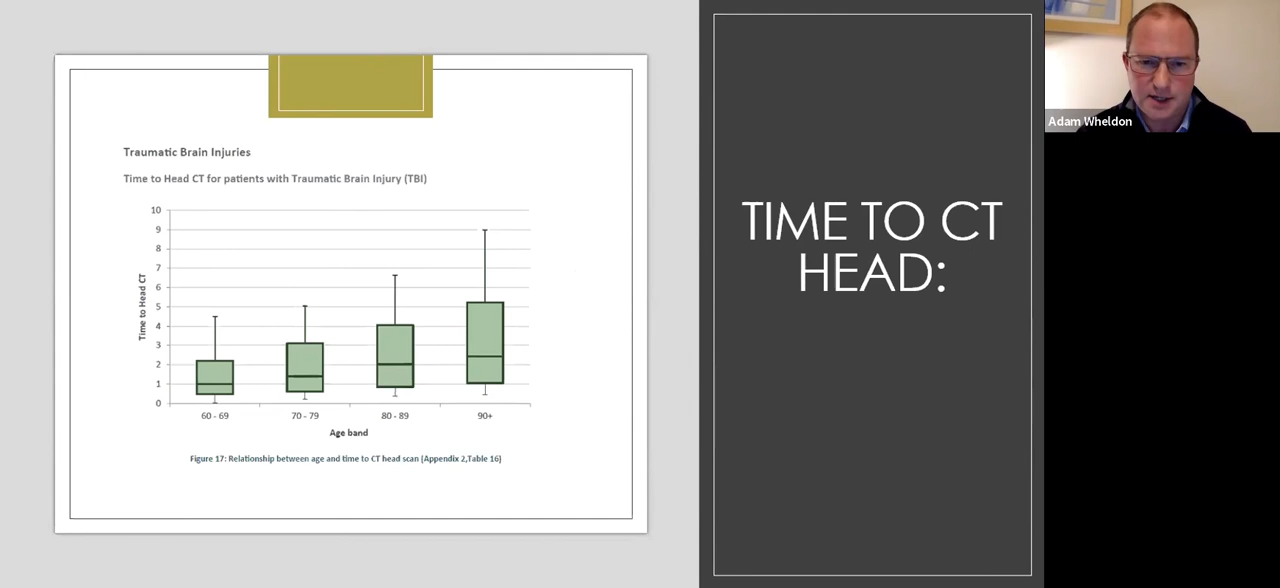 Traumatic Brain Injuries
Time to Head CT for patients with Traumatic Brain Injury (TBI)
10
9
8
7
6
5
4
3
2
1
0
Time to Head CT
60 - 69
70 - 79
80 - 89
90+
Age band
Figure 17: Relationship between age and time to CT head scan (Appendix 2,Table 16)
TIME TO CT
HEAD:
Adam Wheldon